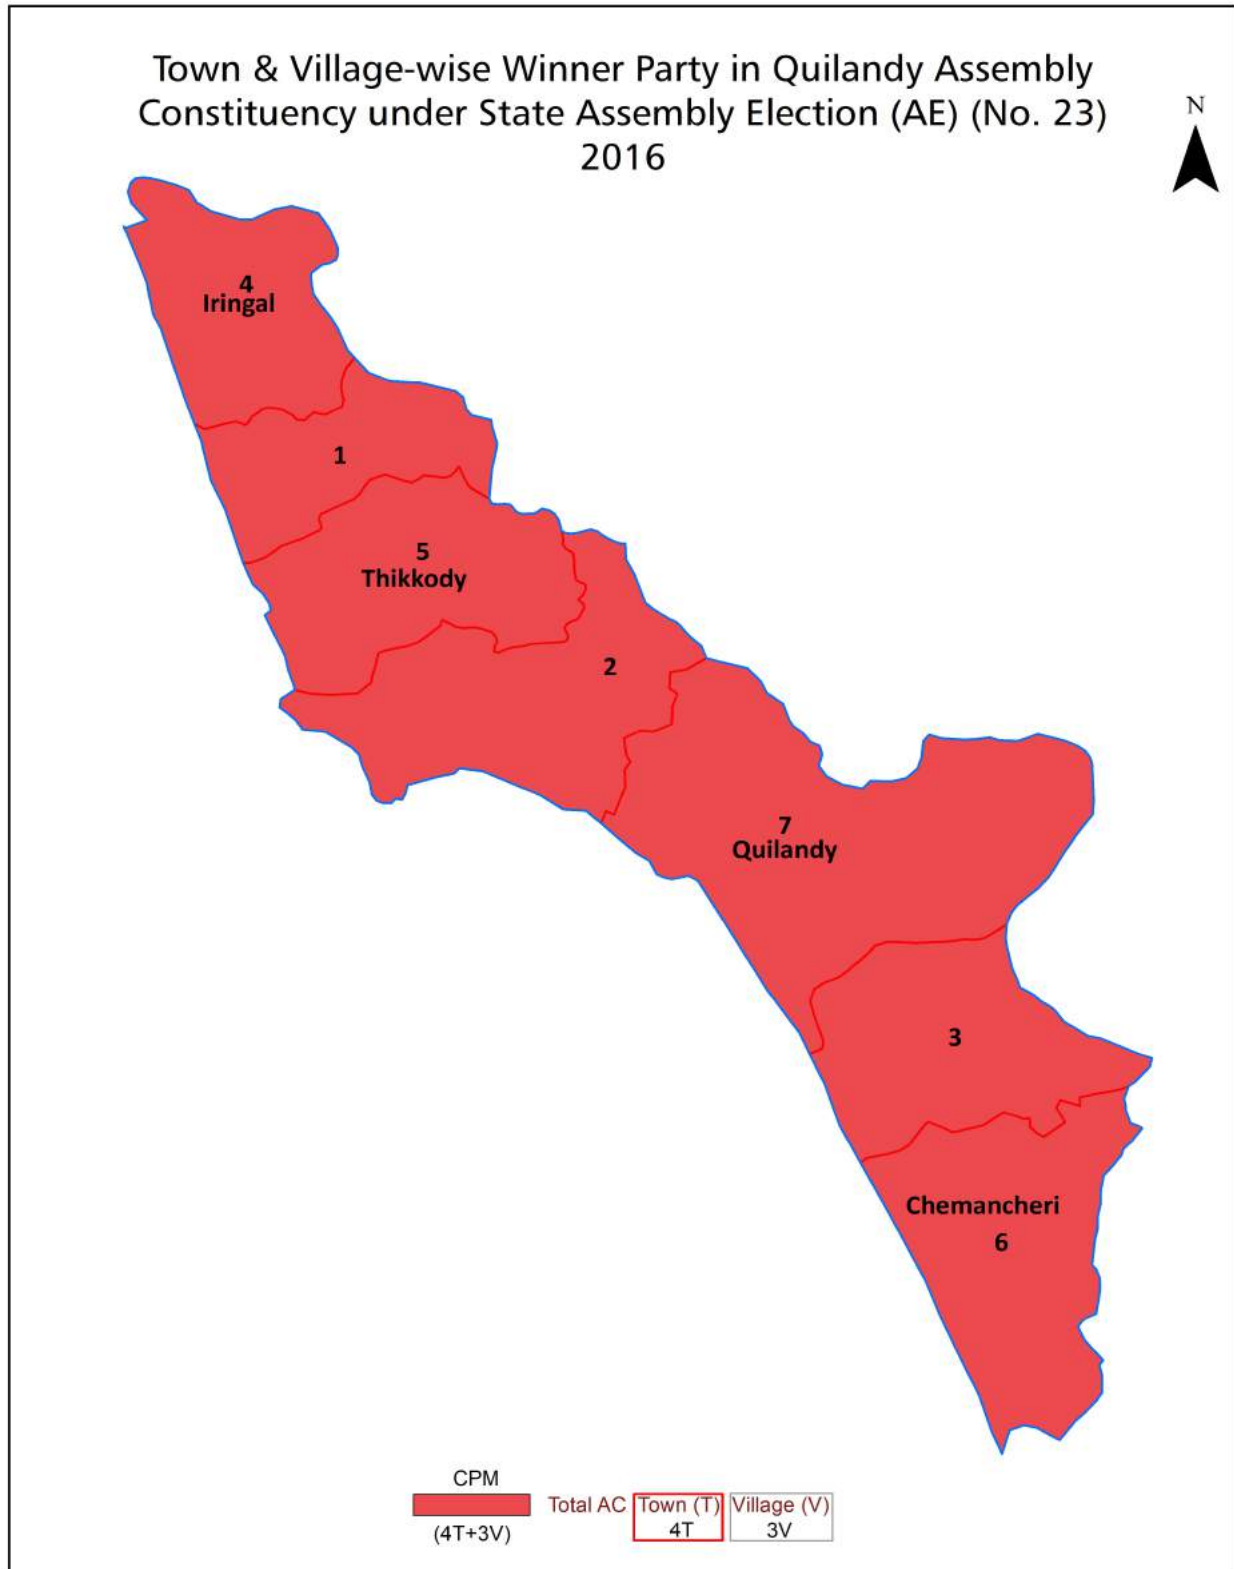 Town & Village-wise Winner Party in Quilandy Assembly
Constituency under State Assembly Election (AE) (No. 23)
2016
N
4
Iringal
1
5
Thikkody
2
7
Quilandy
3
Chemancheri
6
CPM
Total AC Town (T) Village (V)
(4T+3V) 4T 3V